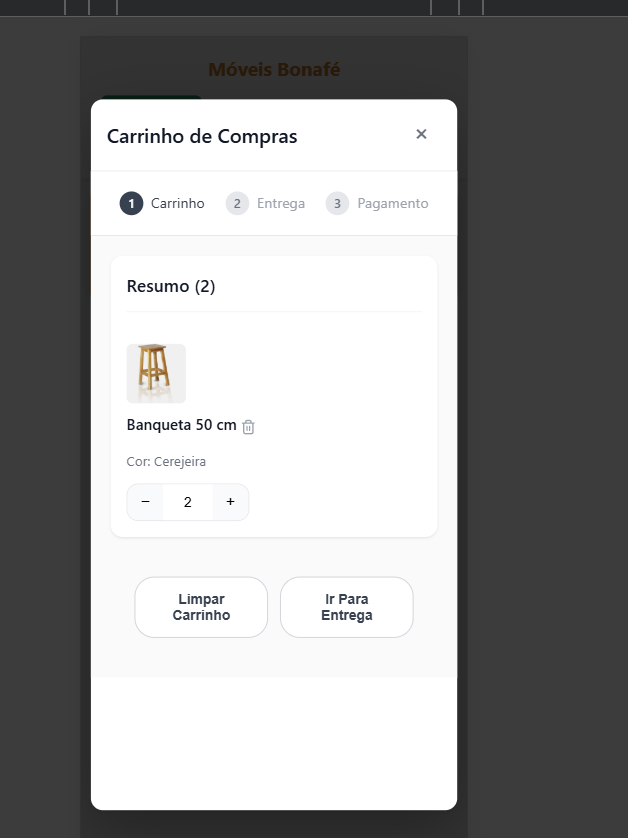 Móveis Bonafé
Carrinho de Compras ×
1 Carrinho 2 Entrega 3 Pagamento
Resumo (2)
Banqueta 50 cm
Cor: Cerejeira
− 2 +
Limpar
Carrinho
Ir Para
Entrega